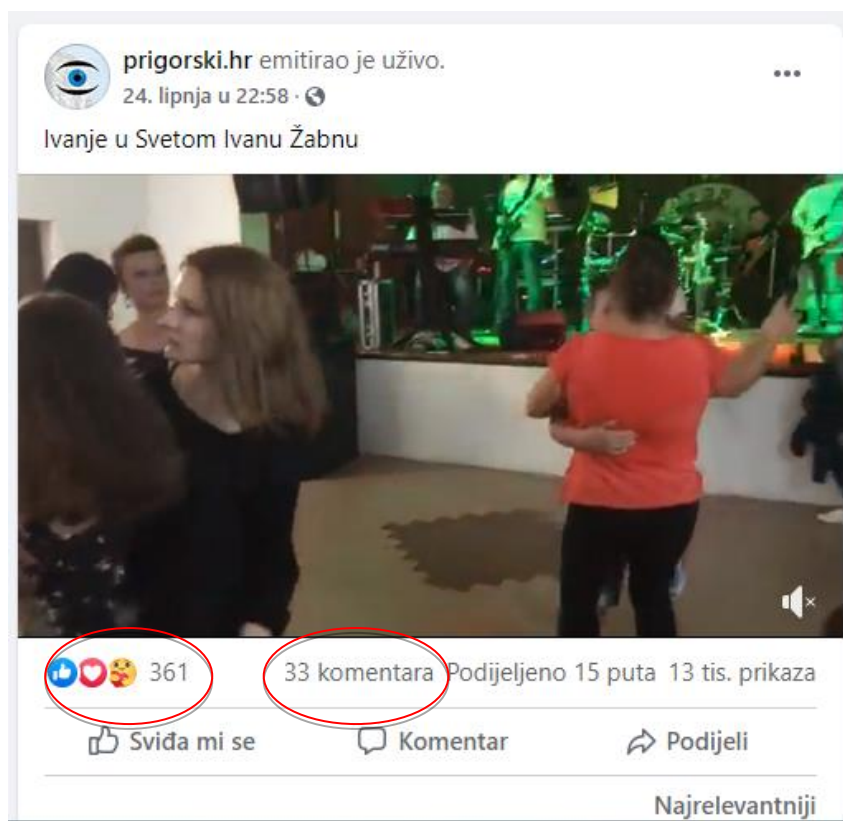 prigorski.hr emitirao je uživo.
24. lipnja u 22:58 ·
Ivanje u Svetom Ivanu Žabnu
361 33 komentara Podijeljeno 15 puta 13 tis. prikaza
Sviđa mi se Komentar Podijeli
Najrelevantniji